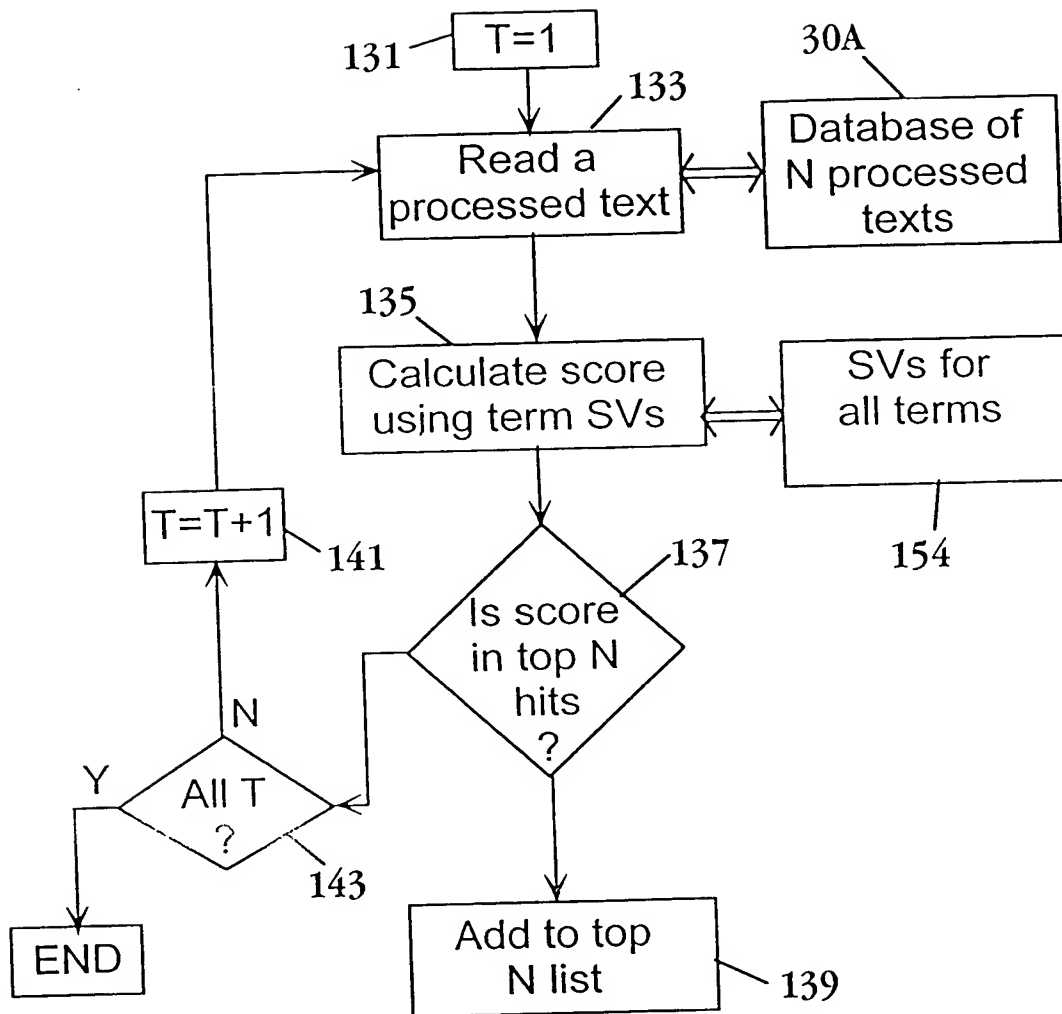 131
T=1
30A
133
Read a
processed text
Database of
N processed
texts
135
Calculate score
using term SVs
SVs for
all terms
T=T+1
141
137
154
Is score
in top N
hits
?
N
Y
All T
?
143
END
Add to top
N list
139